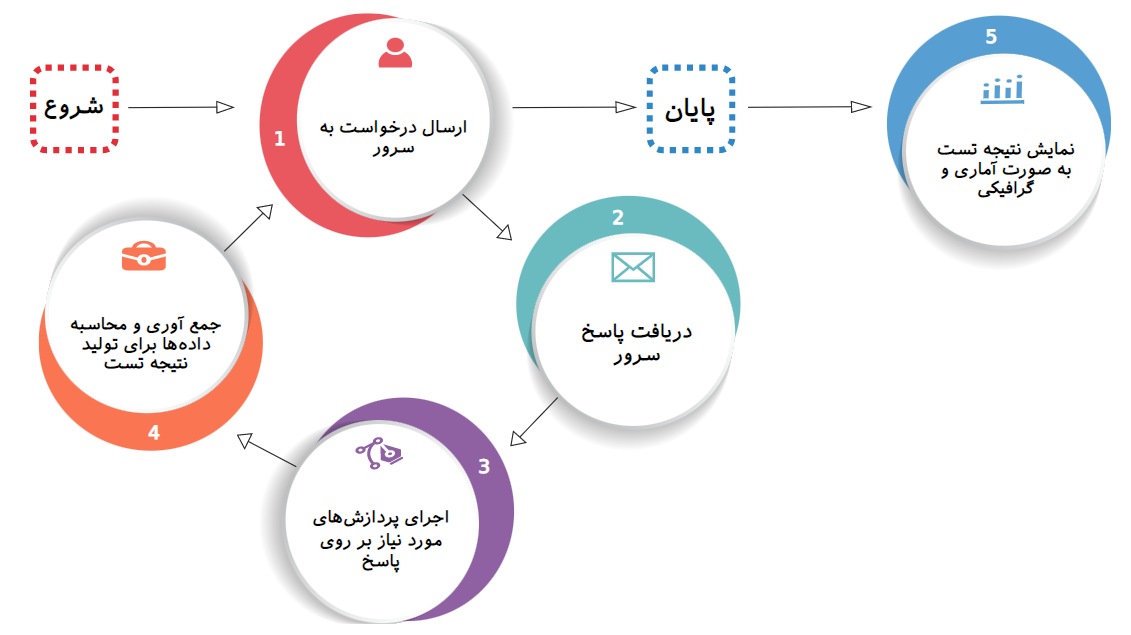 شروع
1
ارسال درخواست به
سرور
پایان
5
نمایش نتیجه تست
به صورت آماری و
گرافیکی
2
دریافت پاسخ
سرور
3
اجرای پردازش‌های
مورد نیاز بر روی
پاسخ
4
جمع آوری و محاسبه
داده‌ها برای تولید
نتیجه تست